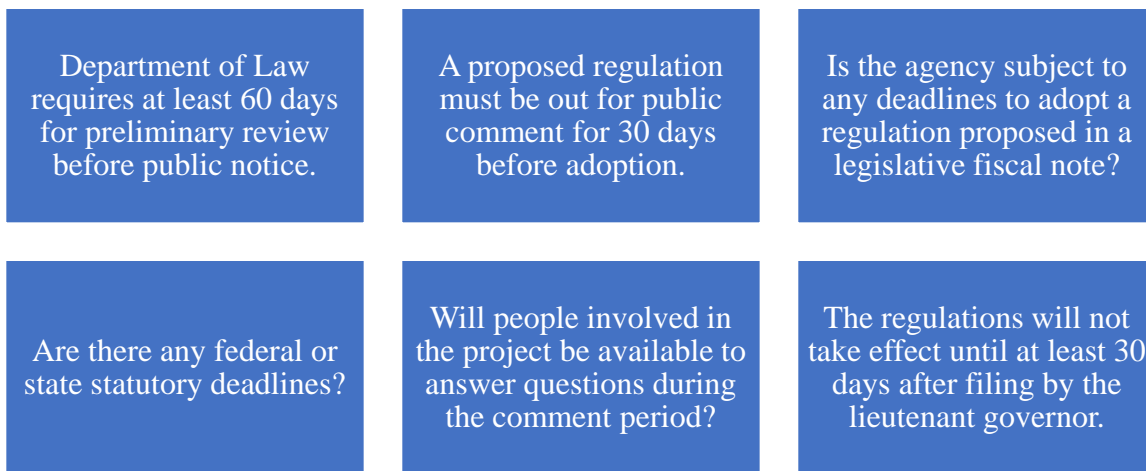 Department of Law
requires at least 60 days
for preliminary review
before public notice.
A proposed regulation
must be out for public
comment for 30 days
before adoption.
Is the agency subject to
any deadlines to adopt a
regulation proposed in a
legislative fiscal note?
Are there any federal or
state statutory deadlines?
Will people involved in
the project be available to
answer questions during
the comment period?
The regulations will not
take effect until at least 30
days after filing by the
lieutenant governor.